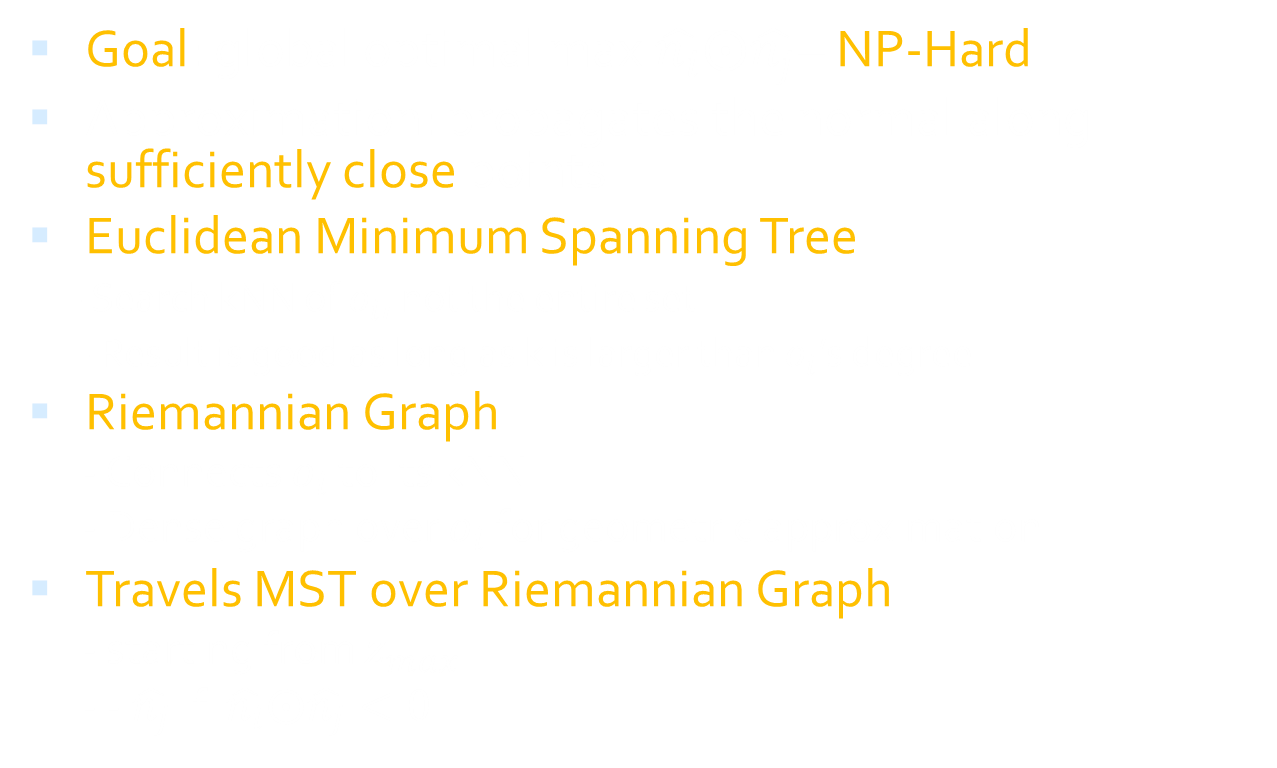 Goal NP-Hard
sufficiently close
Euclidean Minimum Spanning Tree
Riemannian Graph
Travels MST over Riemannian Graph